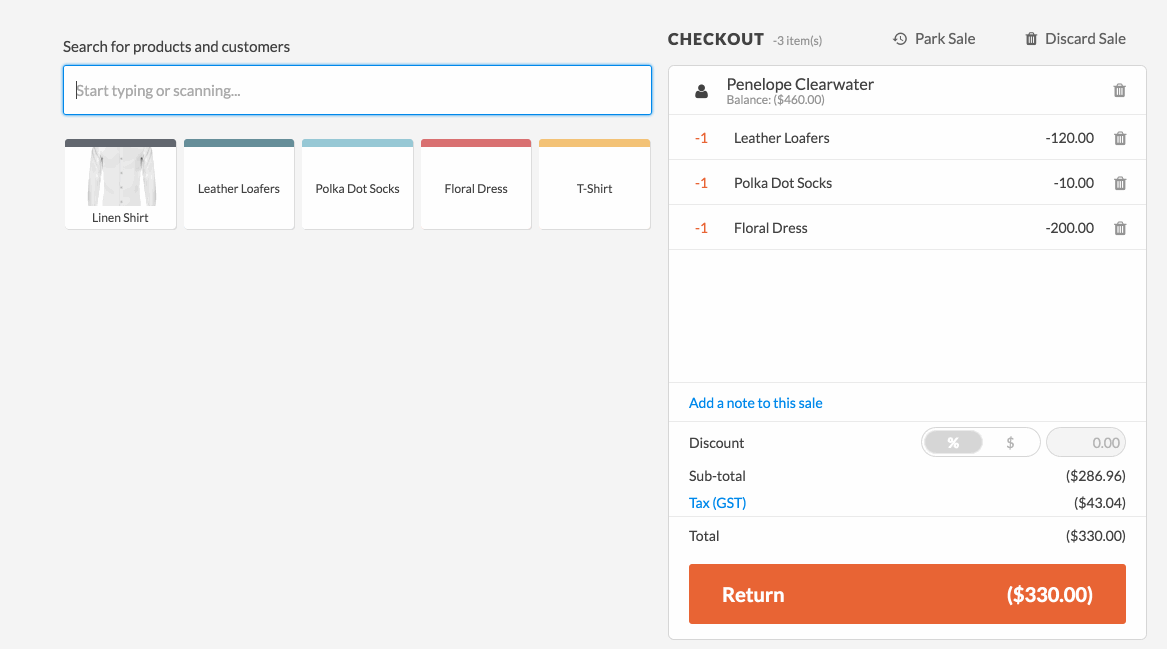 Search for products and customers
Start typing or scanning...
Linen Shirt
Leather Loafers
Polka Dot Socks
Floral Dress
T-Shirt
CHECKOUT -3 item(s)
Park Sale
Discard Sale
Penelope Clearwater
Balance: ($460.00)
-1 Leather Loafers -120.00
-1 Polka Dot Socks -10.00
-1 Floral Dress -200.00
Add a note to this sale
Discount % $ 0.00
Sub-total ($286.96)
Tax (GST) ($43.04)
Total ($330.00)
Return ($330.00)